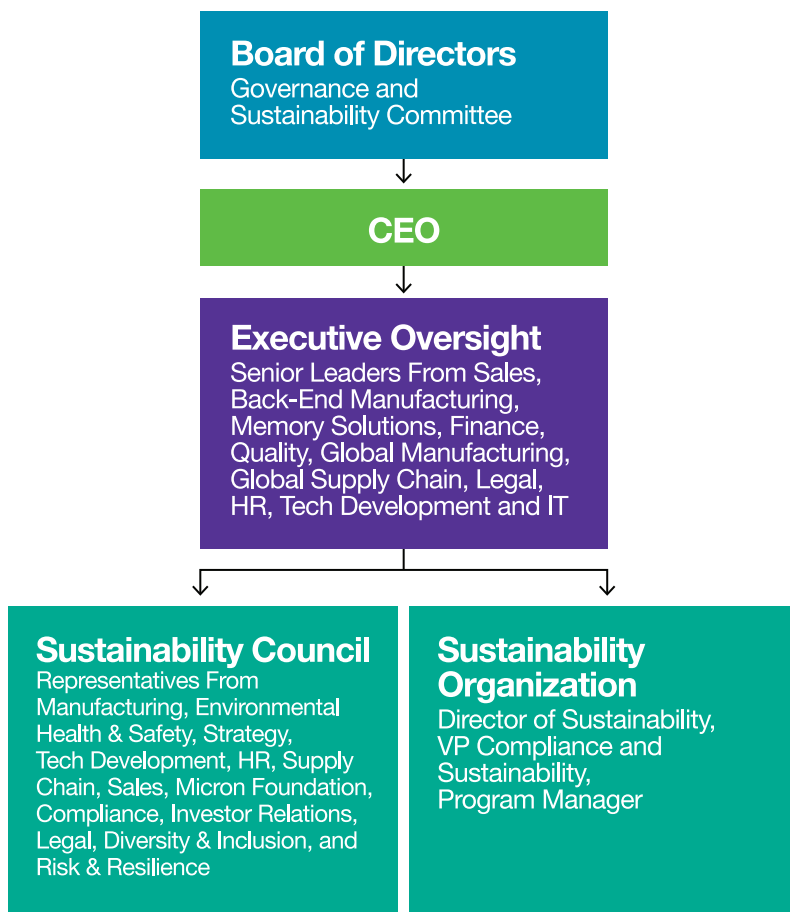 Board of Directors
Governance and
Sustainability Committee
CEO
Executive Oversight
Senior Leaders From Sales,
Back-End Manufacturing,
Memory Solutions, Finance,
Quality, Global Manufacturing,
Global Supply Chain, Legal,
HR, Tech Development and IT
Sustainability Council
Representatives From
Manufacturing, Environmental
Health & Safety, Strategy,
Tech Development, HR, Supply
Chain, Sales, Micron Foundation,
Compliance, Investor Relations,
Legal, Diversity & Inclusion, and
Risk & Resilience
Sustainability
Organization
Director of Sustainability,
VP Compliance and
Sustainability,
Program Manager